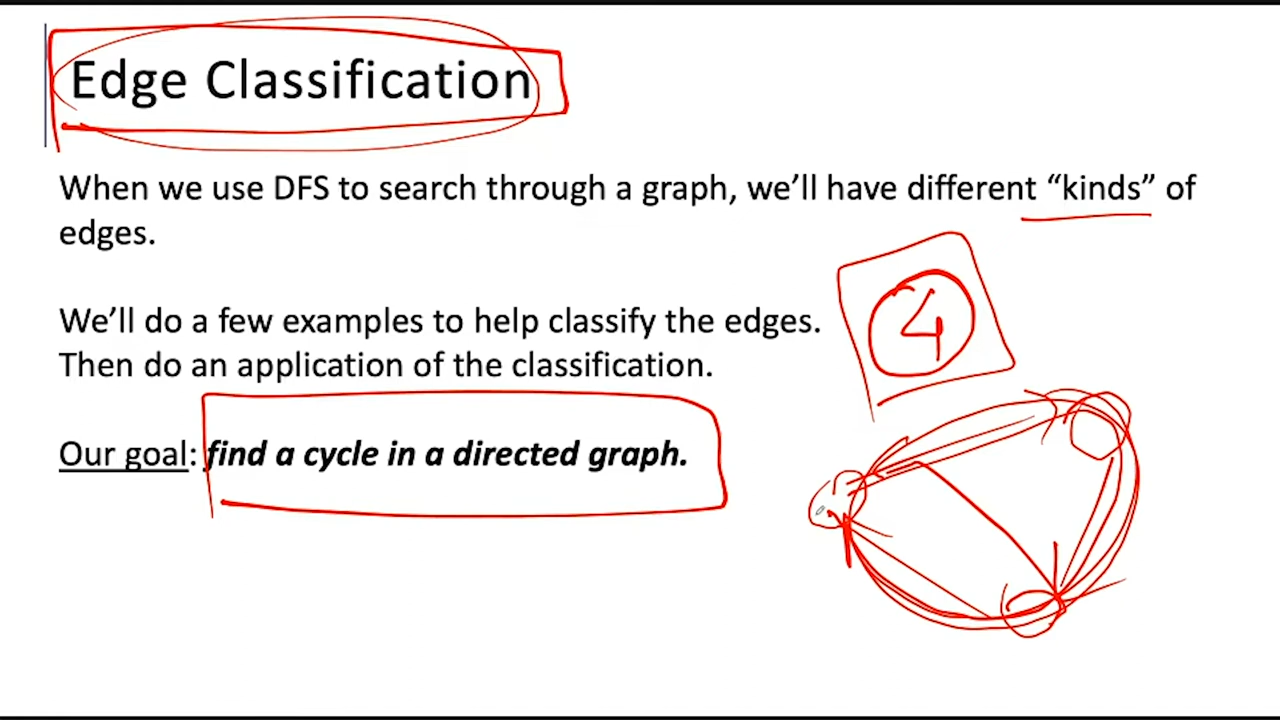 Edge Classification
When we use DFS to search through a graph, we’ll have different “kinds” of
edges.
We’ll do a few examples to help classify the edges.
4
Then do an application of the classification.
Our goal: find a cycle in a directed graph.